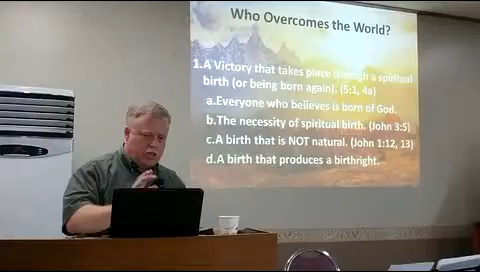 Who Overcomes the World?
1.A Victory that takes place through a spiritual
birth (or being born again). (5:1, 4a)
a.Everyone who believes is born of God.
b.The necessity of spiritual birth. (John 3:5)
c.A birth that is NOT natural. (John 1:12, 13)
d.A birth that produces a birthright.